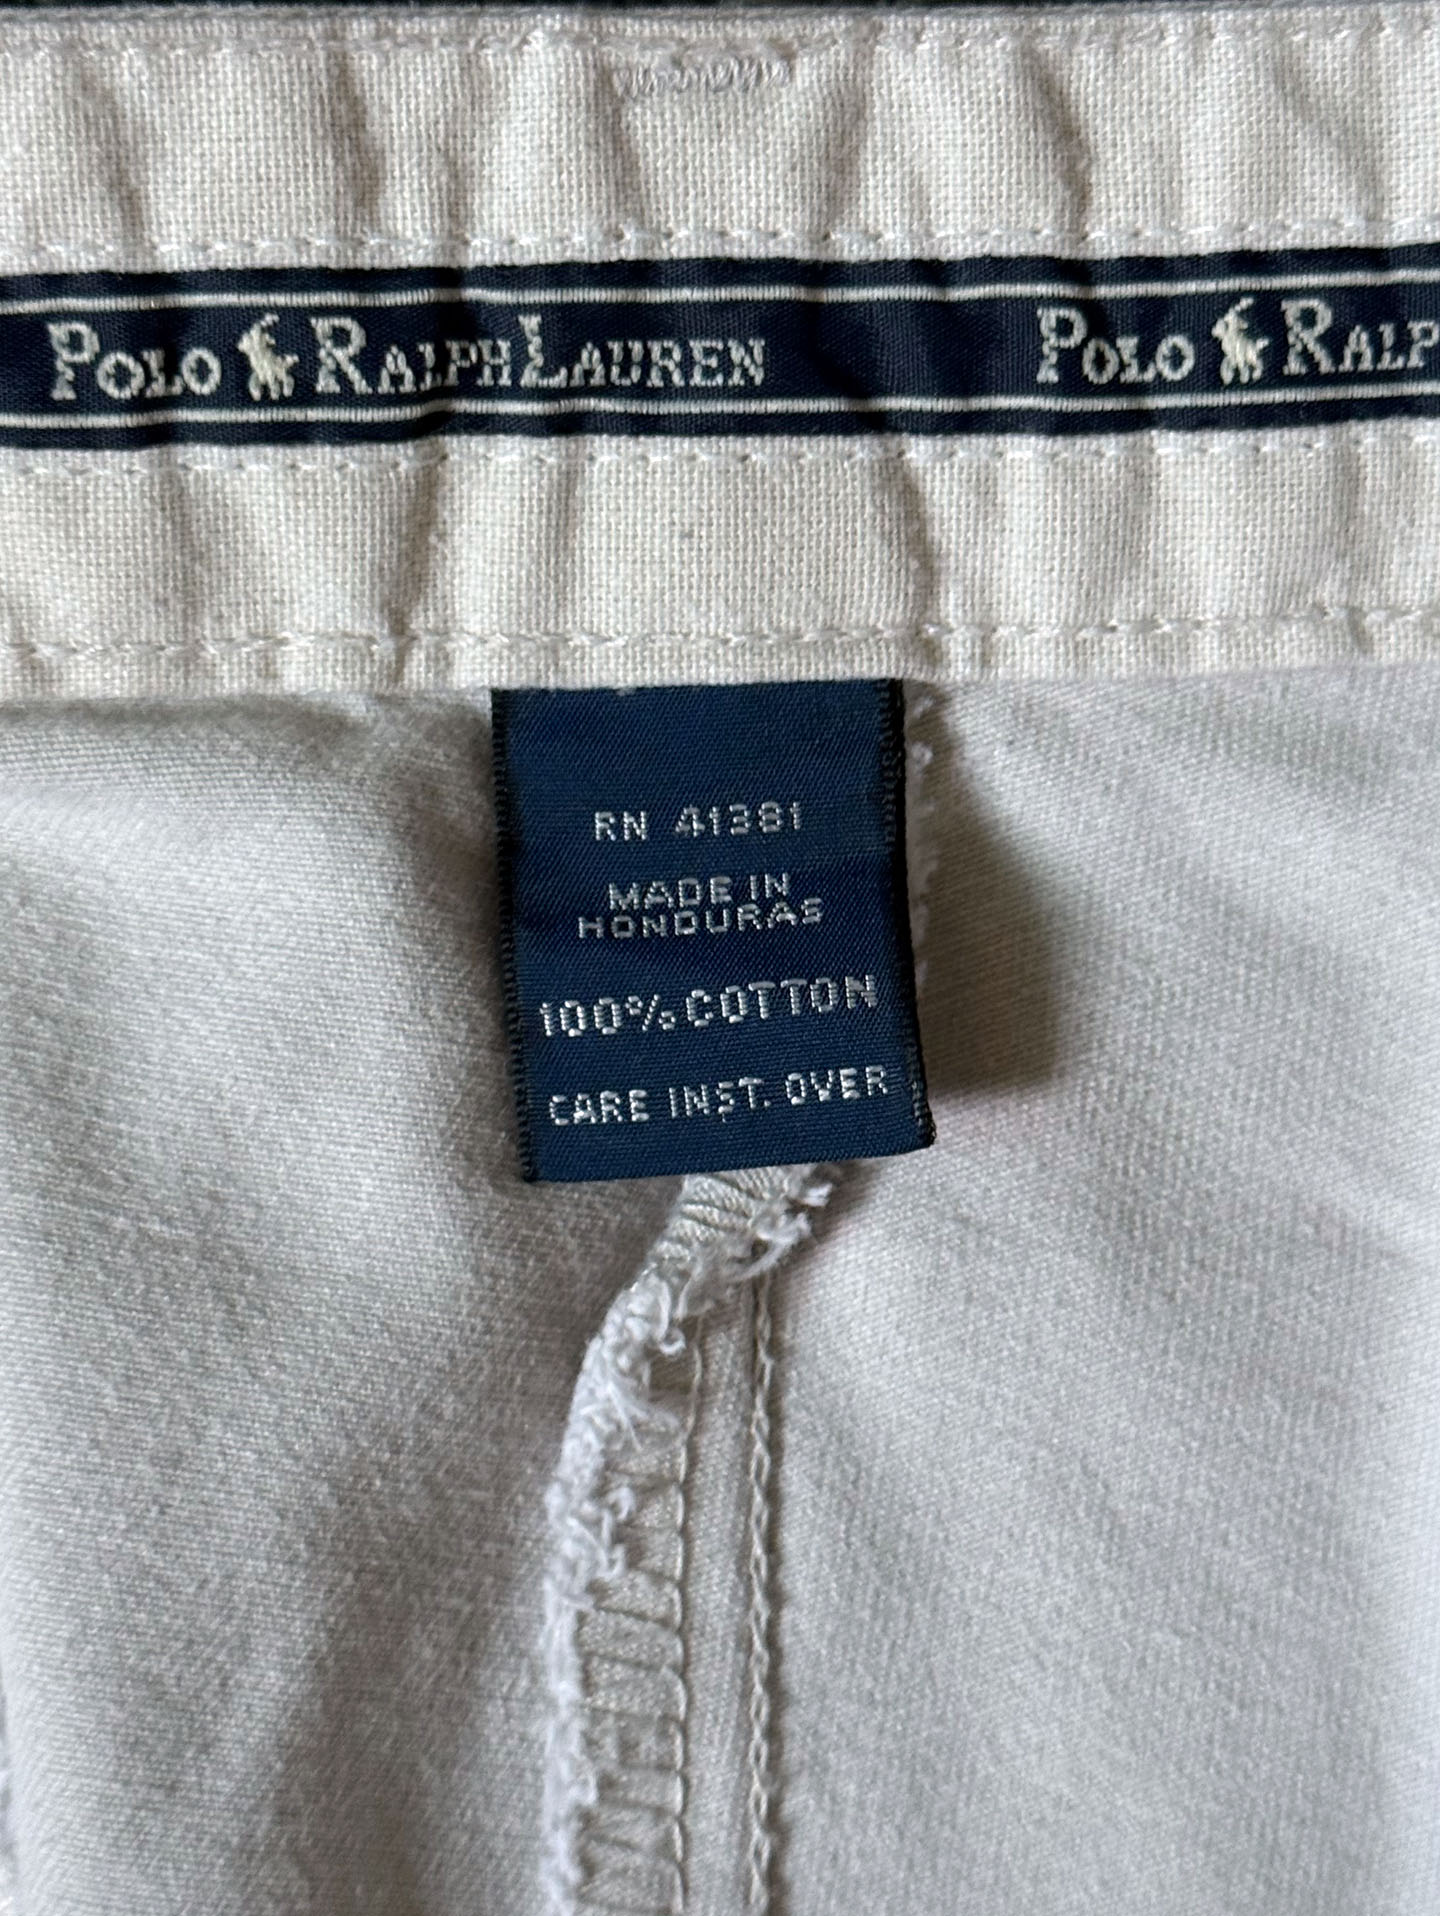 POLO RALPH LAUREN POLO RALP
RN 41381
MADE IN
HONDURAS
100% COTTON
CARE INST. OVER